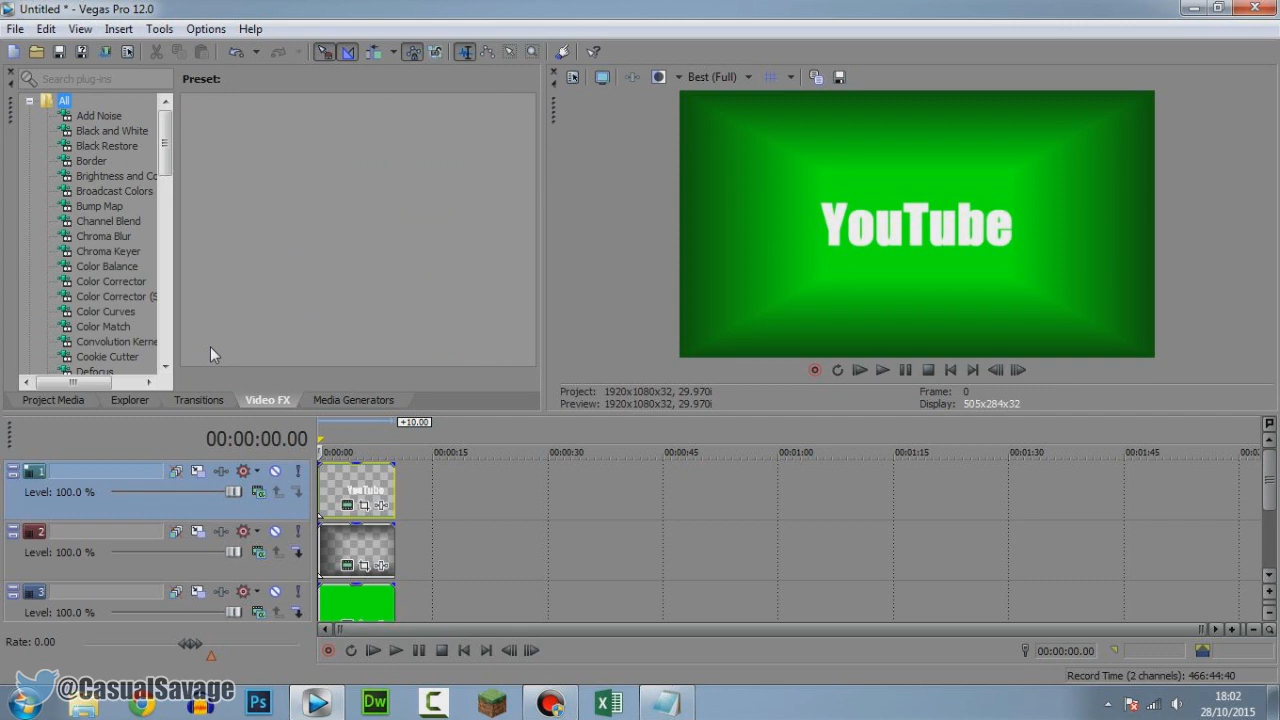 Untitled * - Vegas Pro 12.0
File Edit View Insert Tools Options Help
Search plug-ins
Preset:
Best (Full)
All
Add Noise
Black and White
Black Restore
Border
Brightness and Co
Broadcast Colors
Bump Map
Channel Blend
Chroma Blur
Chroma Keyer
Color Balance
Color Corrector
Color Corrector (S
Color Curves
Color Match
Convolution Kerne
Cookie Cutter
Defocus
YouTube
Project: 1920x1080x32, 29.970i
Preview: 1920x1080x32, 29.970i
Frame: 0
Display: 505x284x32
Project Media Explorer Transitions Video FX Media Generators
+10.00
00:00:00.00
0:00:00 00:00:15 00:00:30 00:00:45 00:01:00 00:01:15 00:01:30 00:01:45
1
Level: 100.0 %
YouTube
2
Level: 100.0 %
3
Level: 100.0 %
Rate: 0.00
00:00:00.00
Record Time (2 channels): 466:44:40
@CasualSavage
Ps
Dw
C
18:02
28/10/2015